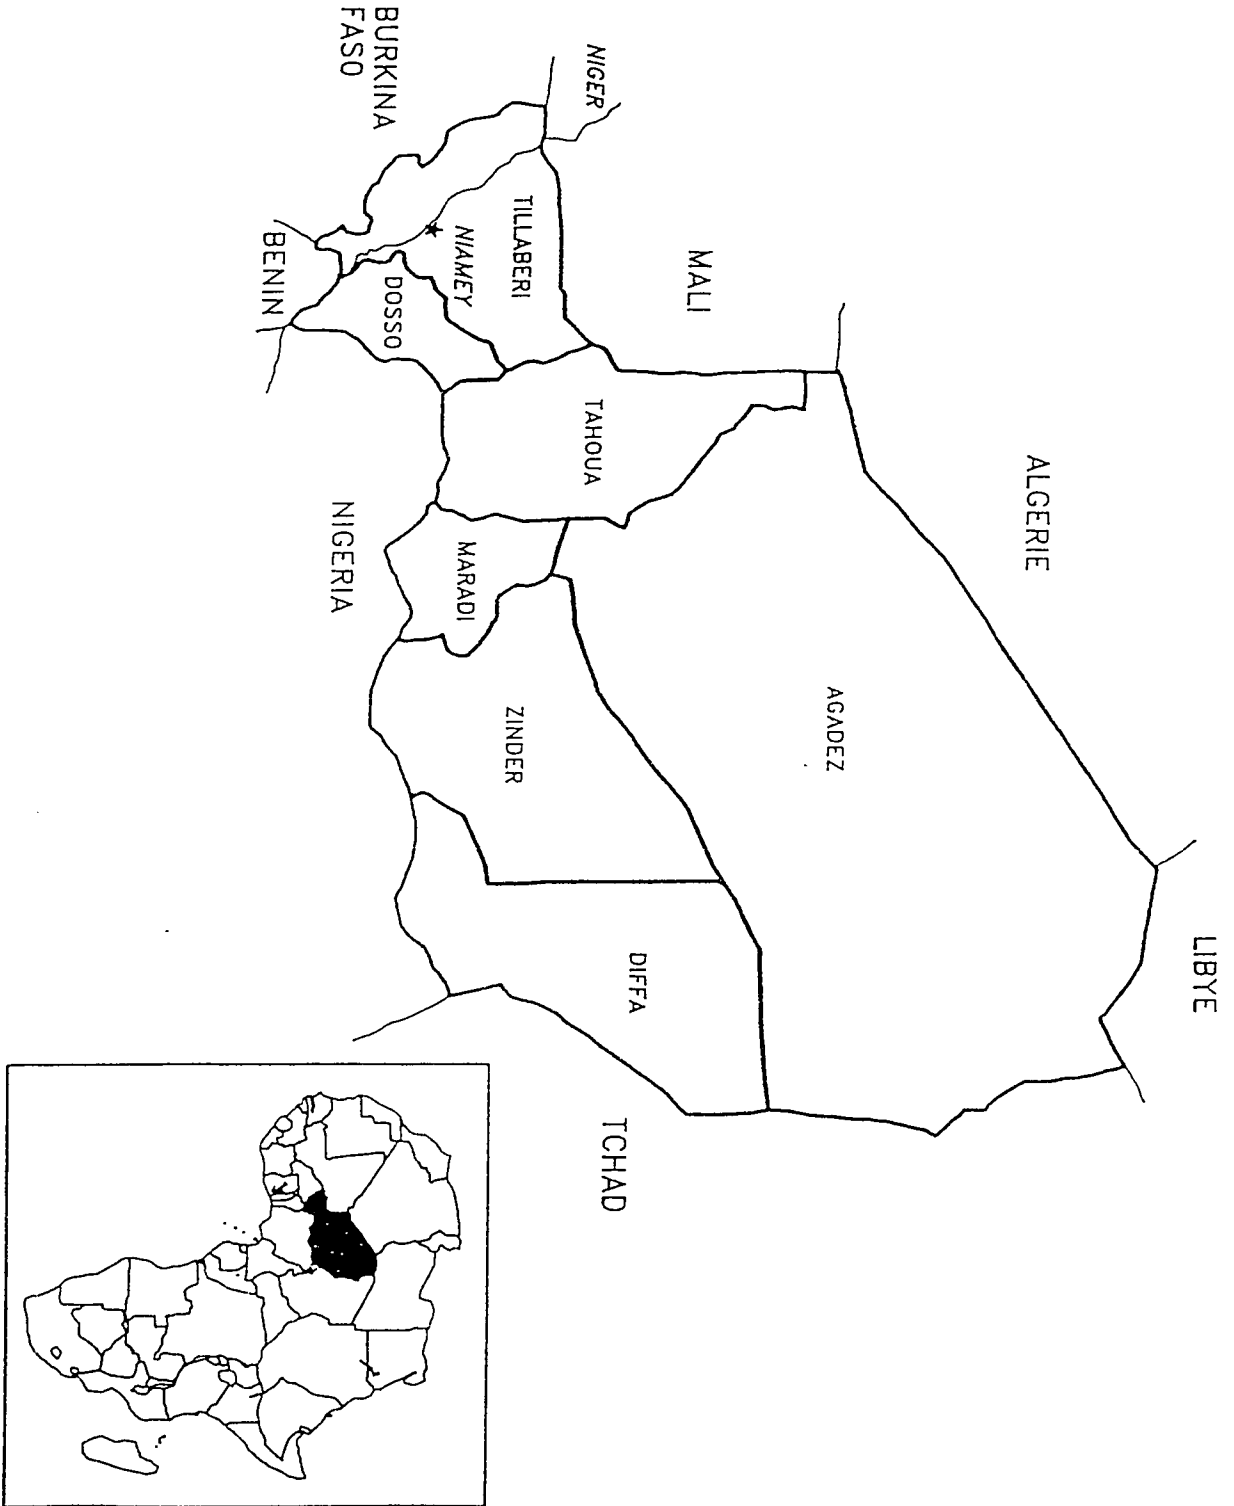 ALGERIE
LIBYE
MALI
NIGER
AGADEZ
TAHOUA
TILLABERI
NIAMEY
DOSSO
MARADI
ZINDER
DIFFA
TCHAD
BURKINA
FASO
BENIN
NIGERIA